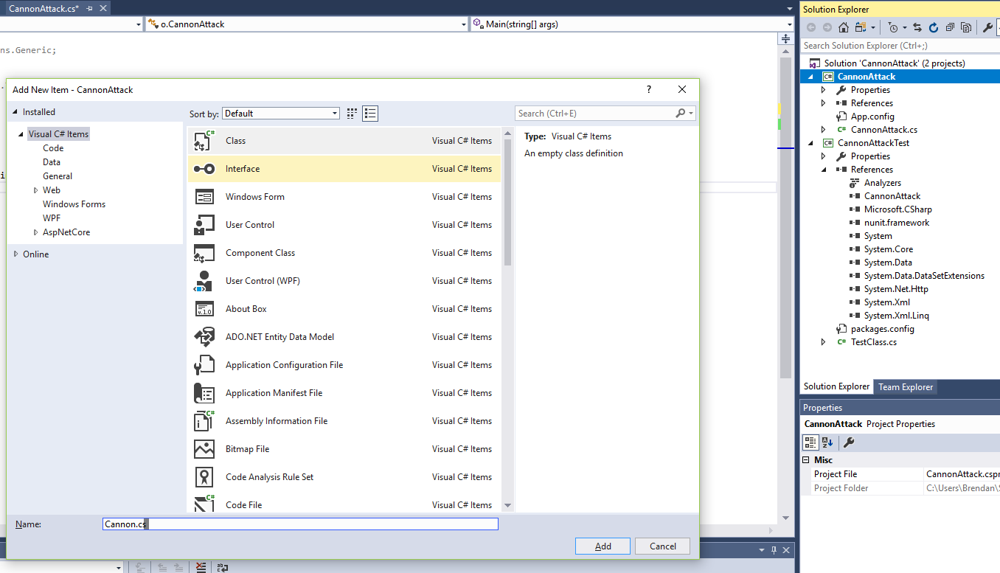 CannonAttack.cs*
o.CannonAttack
Main(string[] args)
ns.Generic;
Add New Item - CannonAttack
?
Installed
Sort by: Default
Search (Ctrl+E)
Visual C# Items
Code
Data
General
Web
Windows Forms
WPF
AspNetCore
Online
Class Visual C# Items
Interface Visual C# Items
Windows Form Visual C# Items
User Control Visual C# Items
Component Class Visual C# Items
User Control (WPF) Visual C# Items
About Box Visual C# Items
ADO.NET Entity Data Model Visual C# Items
Application Configuration File Visual C# Items
Application Manifest File Visual C# Items
Assembly Information File Visual C# Items
Bitmap File Visual C# Items
Code Analysis Rule Set Visual C# Items
Code File Visual C# Items
Type: Visual C# Items
An empty class definition
Name: Cannon.cs
Add Cancel
Solution Explorer
Search Solution Explorer (Ctrl+;)
Solution 'CannonAttack' (2 projects)
C# CannonAttack
Properties
References
App.config
C# CannonAttack.cs
C# CannonAttackTest
Properties
References
Analyzers
CannonAttack
Microsoft.CSharp
nunit.framework
System
System.Core
System.Data
System.Data.DataSetExtensions
System.Net.Http
System.Xml
System.Xml.Linq
packages.config
C# TestClass.cs
Solution Explorer Team Explorer
Properties
CannonAttack Project Properties
Misc
Project File CannonAttack.cspr
Project Folder C:\Users\Brendan\S